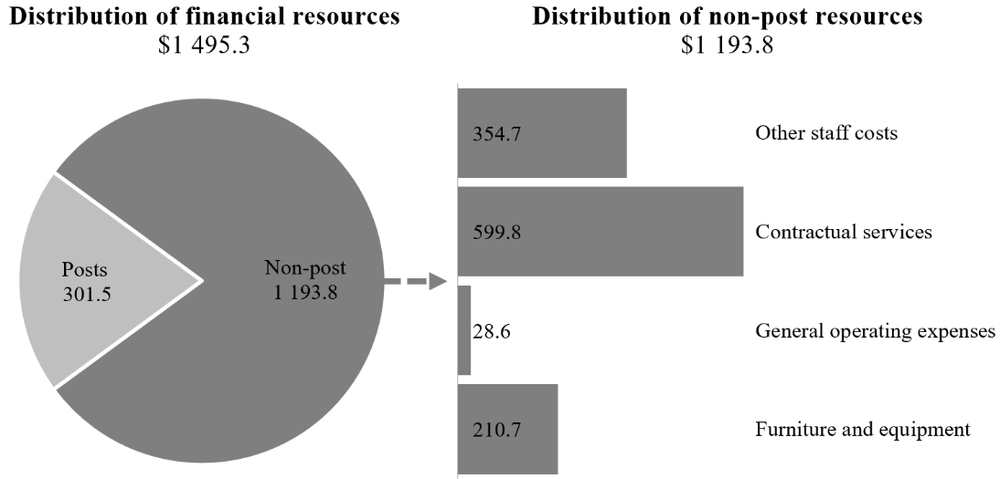 Distribution of financial resources
$1 495.3
Posts
301.5
Non-post
1 193.8
Distribution of non-post resources
$1 193.8
354.7 Other staff costs
599.8 Contractual services
28.6 General operating expenses
210.7 Furniture and equipment